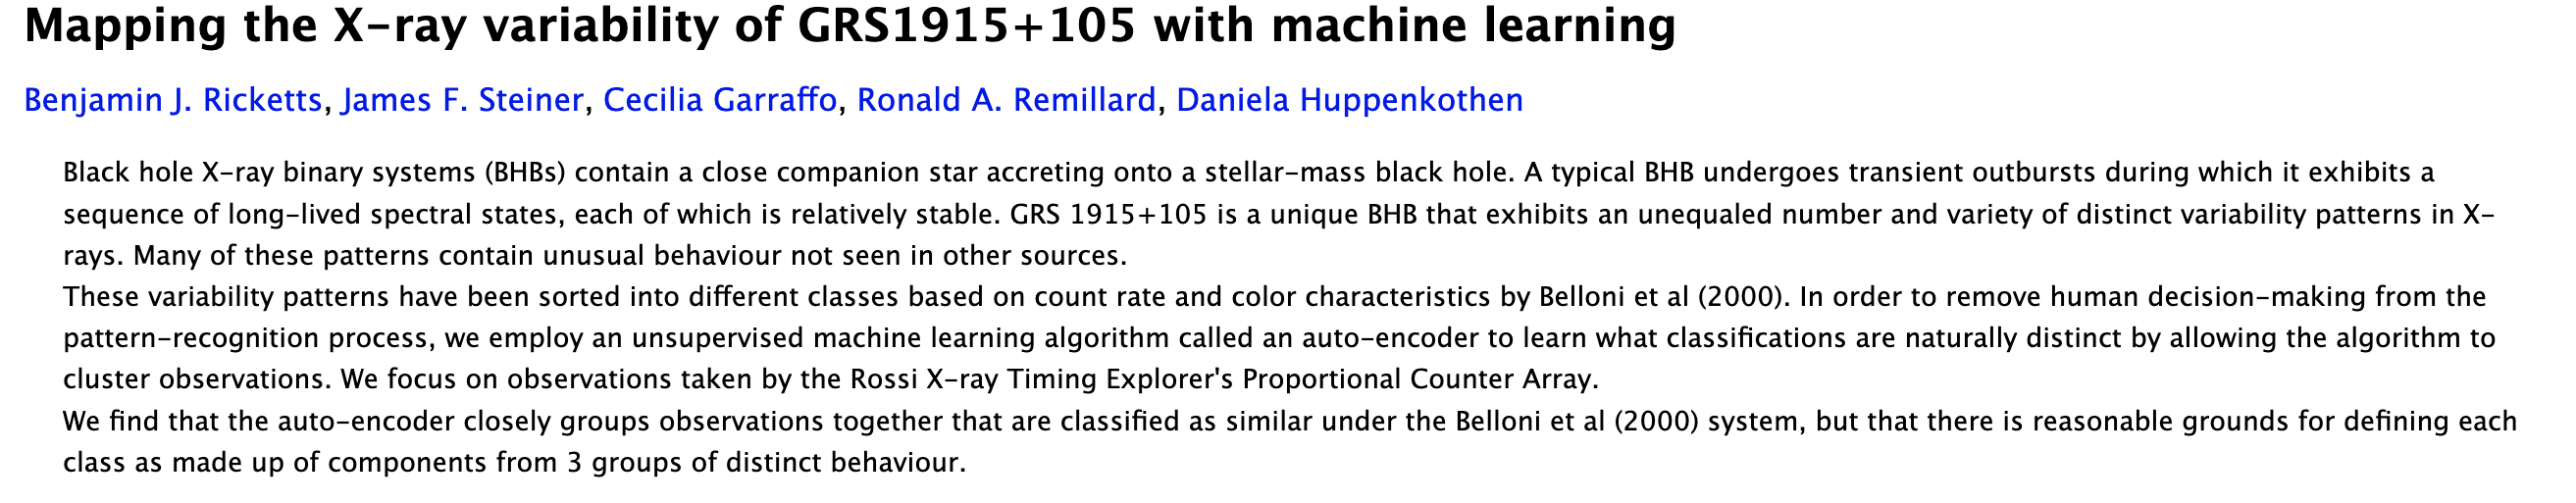 Mapping the X-ray variability of GRS1915+105 with machine learning
Benjamin J. Ricketts, James F. Steiner, Cecilia Garraffo, Ronald A. Remillard, Daniela Huppenkothen
Black hole X-ray binary systems (BHBs) contain a close companion star accreting onto a stellar-mass black hole. A typical BHB undergoes transient outbursts during which it exhibits a
sequence of long-lived spectral states, each of which is relatively stable. GRS 1915+105 is a unique BHB that exhibits an unequaled number and variety of distinct variability patterns in X-
rays. Many of these patterns contain unusual behaviour not seen in other sources.
These variability patterns have been sorted into different classes based on count rate and color characteristics by Belloni et al (2000). In order to remove human decision-making from the
pattern-recognition process, we employ an unsupervised machine learning algorithm called an auto-encoder to learn what classifications are naturally distinct by allowing the algorithm to
cluster observations. We focus on observations taken by the Rossi X-ray Timing Explorer's Proportional Counter Array.
We find that the auto-encoder closely groups observations together that are classified as similar under the Belloni et al (2000) system, but that there is reasonable grounds for defining each
class as made up of components from 3 groups of distinct behaviour.